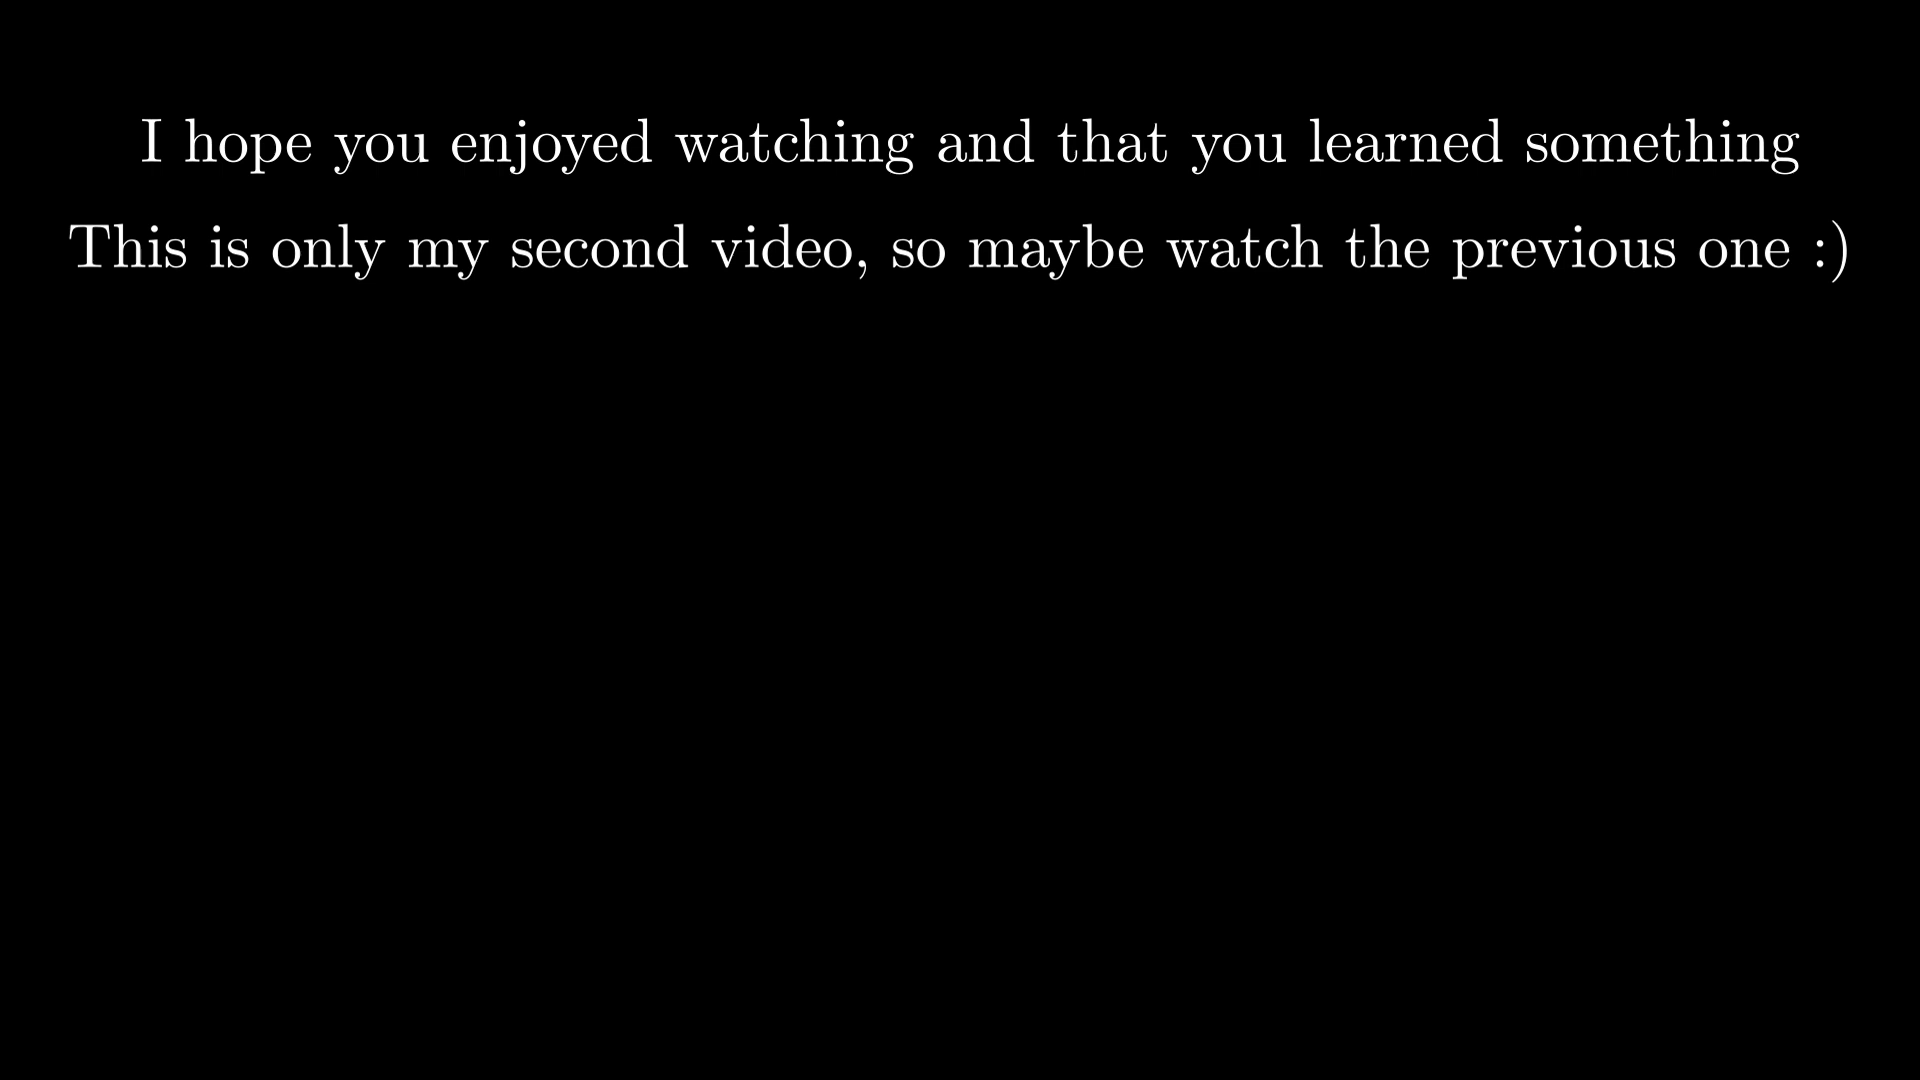 I hope you enjoyed watching and that you learned something
This is only my second video, so maybe watch the previous one :)